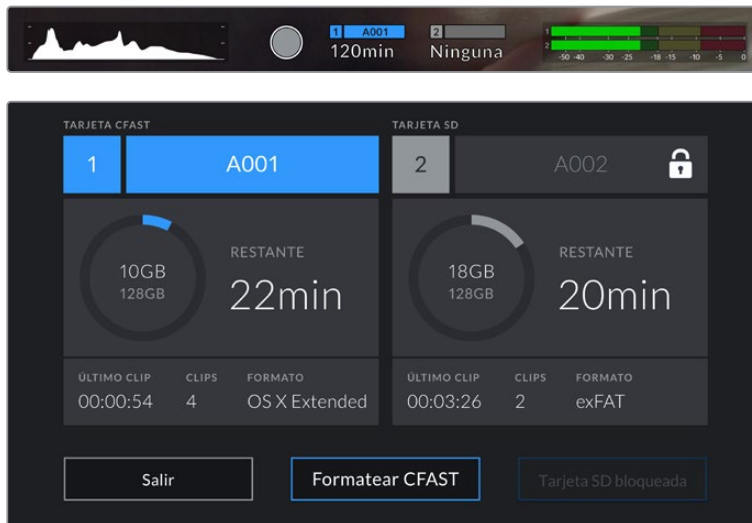 1 A001 2
120min Ninguna
1
2
-50 -40 -30 -25 -18 -15 -10 -5 0
TARJETA CFAST TARJETA SD
1 A001 2 A002
10GB RESTANTE 18GB RESTANTE
128GB 22min 128GB 20min
ÚLTIMO CLIP CLIPS FORMATO ÚLTIMO CLIP CLIPS FORMATO
00:00:54 4 OS X Extended 00:03:26 2 exFAT
Salir Formatear CFAST Tarjeta SD bloqueada